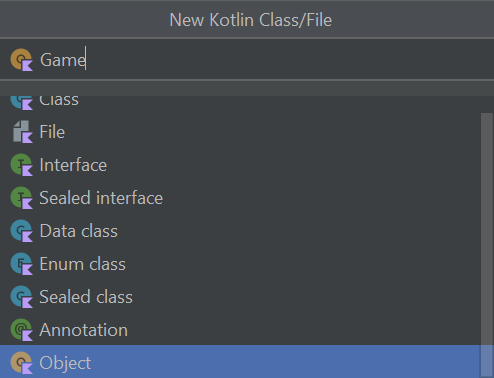 New Kotlin Class/File
Game
Class
File
Interface
Sealed interface
Data class
Enum class
Sealed class
Annotation
Object